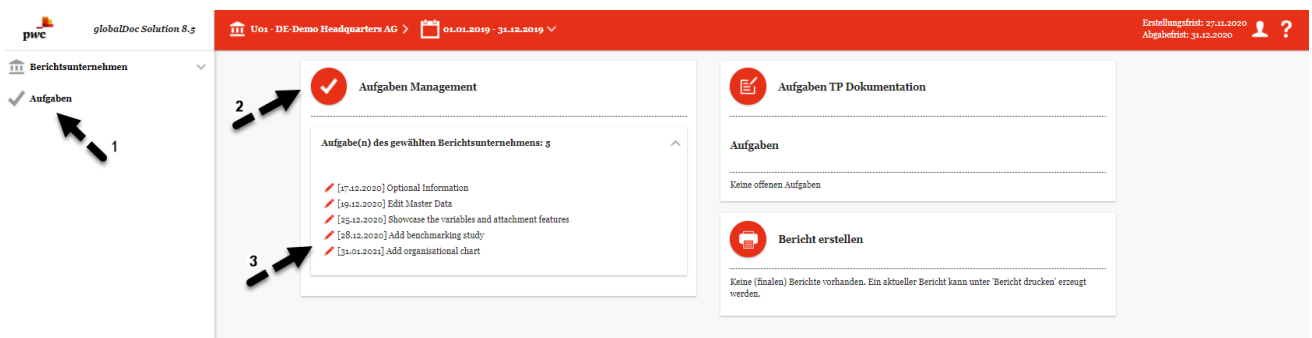 pwc
globalDoc Solution 8.5
U01 - DE-Demo Headquarters AG
01.01.2019 - 31.12.2019
Erstellungsfrist: 27.11.2020
Abgabefrist: 31.12.2020
?
Berichtsunternehmen
Aufgaben
1
2
Aufgaben Management
Aufgabe(n) des gewählten Berichtsunternehmens: 5
[17.12.2020] Optional Information
[19.12.2020] Edit Master Data
[25.12.2020] Showcase the variables and attachment features
[28.12.2020] Add benchmarking study
[31.01.2021] Add organisational chart
3
Aufgaben TP Dokumentation
Aufgaben
Keine offenen Aufgaben
Bericht erstellen
Keine (finalen) Berichte vorhanden. Ein aktueller Bericht kann unter 'Bericht drucken' erzeugt
werden.